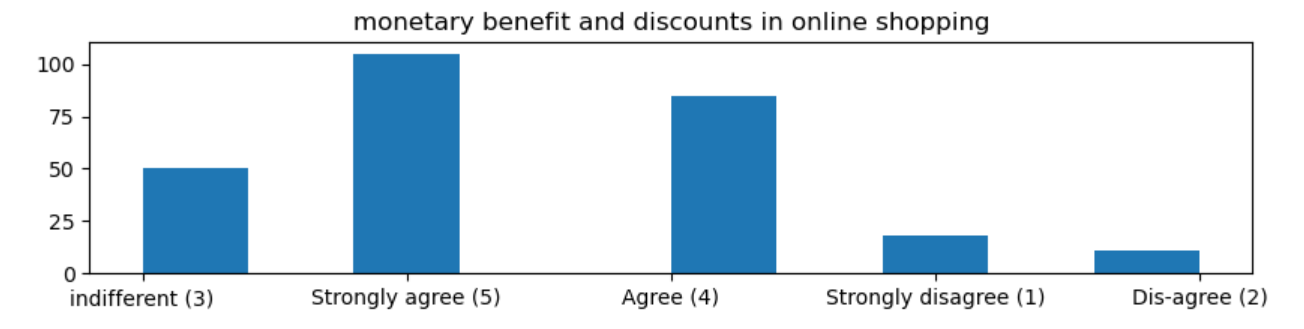 monetary benefit and discounts in online shopping
100
75
50
25
0
indifferent (3) Strongly agree (5) Agree (4) Strongly disagree (1) Dis-agree (2)